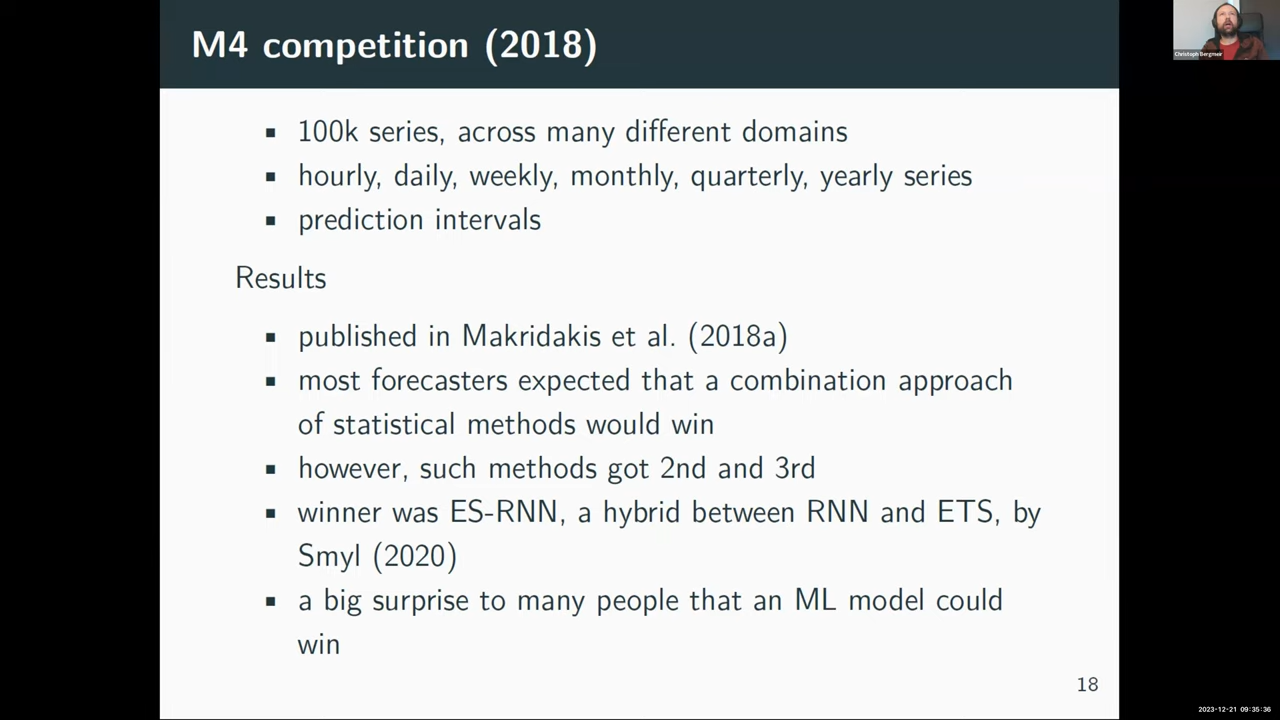 M4 competition (2018)
Christoph Bergmeir
▪ 100k series, across many different domains
▪ hourly, daily, weekly, monthly, quarterly, yearly series
▪ prediction intervals
Results
▪ published in Makridakis et al. (2018a)
▪ most forecasters expected that a combination approach
of statistical methods would win
▪ however, such methods got 2nd and 3rd
▪ winner was ES-RNN, a hybrid between RNN and ETS, by
Smyl (2020)
▪ a big surprise to many people that an ML model could
win
18
2023-12-21 09:35:36